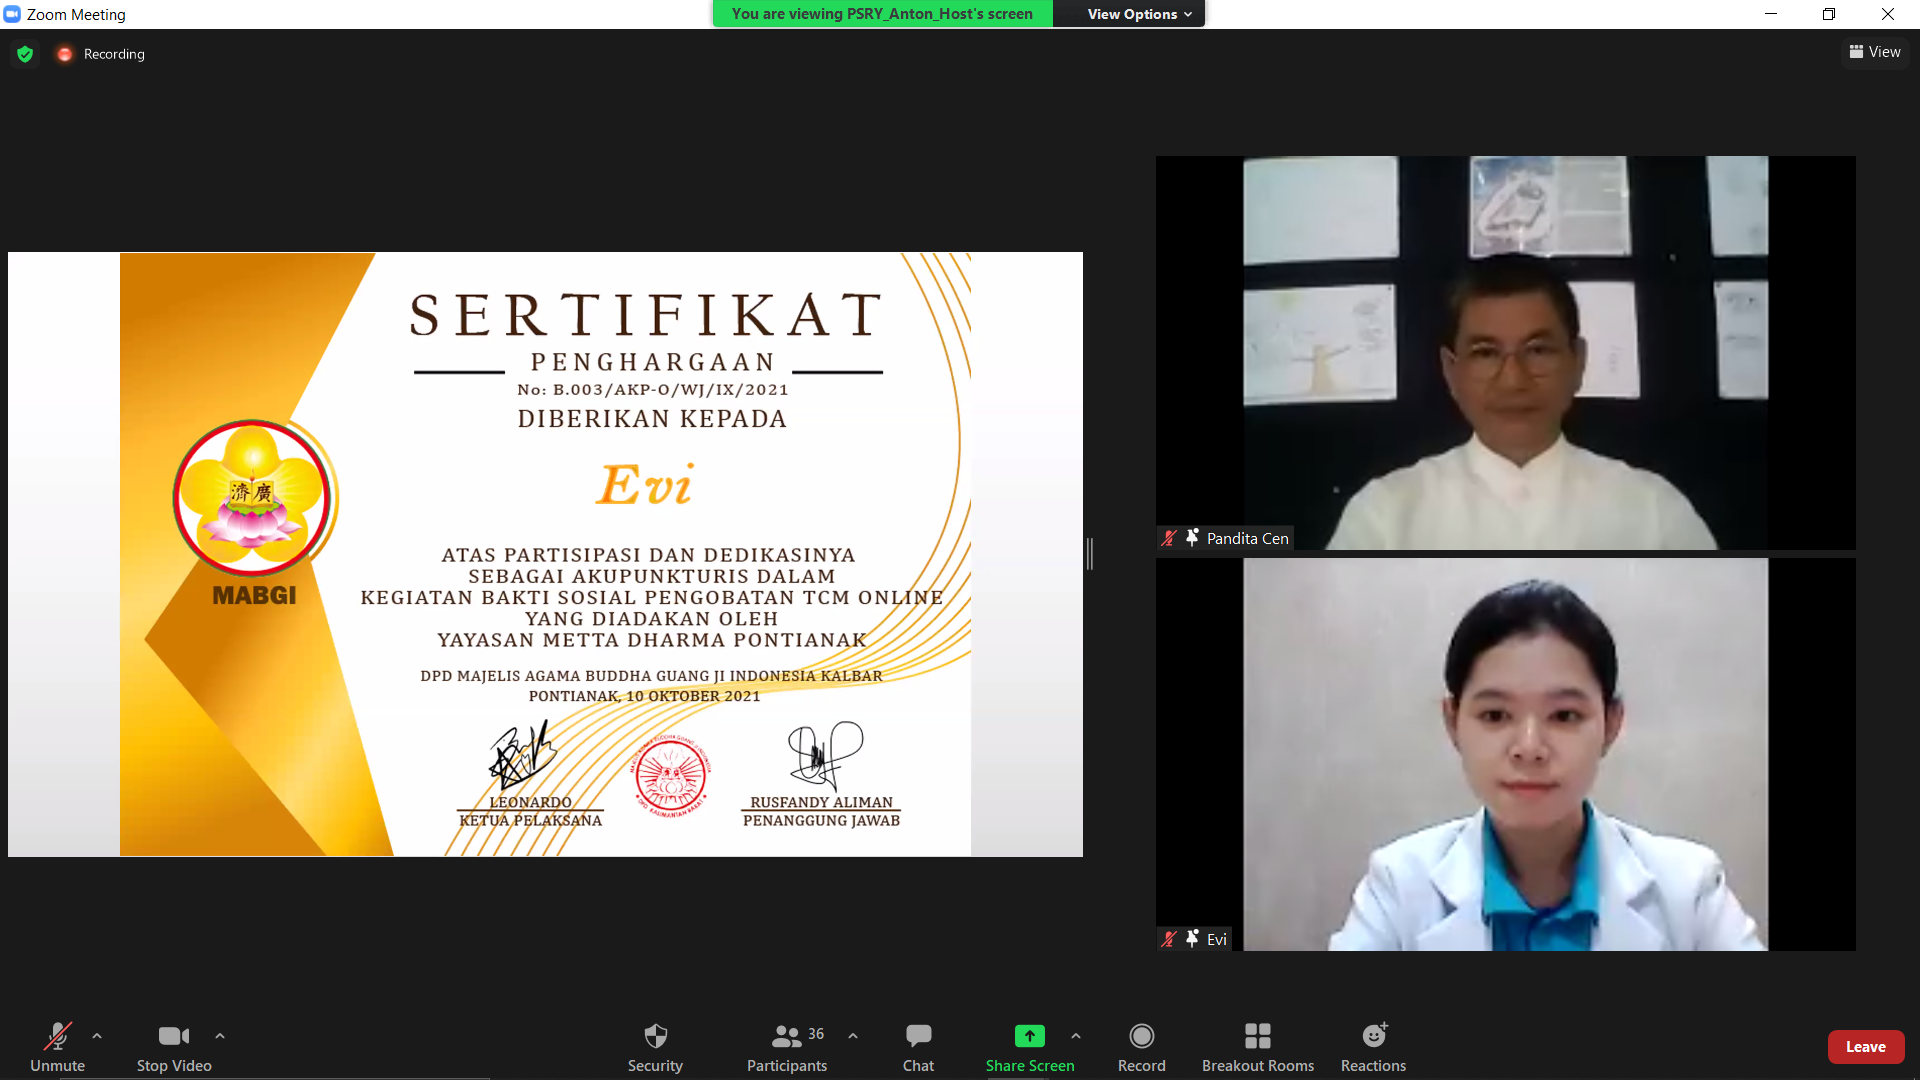 Zoom Meeting
You are viewing PSRY_Anton_Host's screen
View Options
Recording
View
SERTIFIKAT
PENGHARGAAN
No: B.003/AKP-O/WJ/IX/2021
DIBERIKAN KEPADA
Evi
濟廣
MABGI
ATAS PARTISIPASI DAN DEDIKASINYA
SEBAGAI AKUPUNKTURIS DALAM
KEGIATAN BAKTI SOSIAL PENGOBATAN TCM ONLINE
YANG DIADAKAN OLEH
YAYASAN METTA DHARMA PONTIANAK
DPD MAJELIS AGAMA BUDDHA GUANG JI INDONESIA KALBAR
PONTIANAK, 10 OKTOBER 2021
LEONARDO
KETUA PELAKSANA
RUSFANDY ALIMAN
PENANGGUNG JAWAB
Pandita Cen
Evi
Unmute
Stop Video
Security
Participants
36
Chat
Share Screen
Record
Breakout Rooms
Reactions
Leave